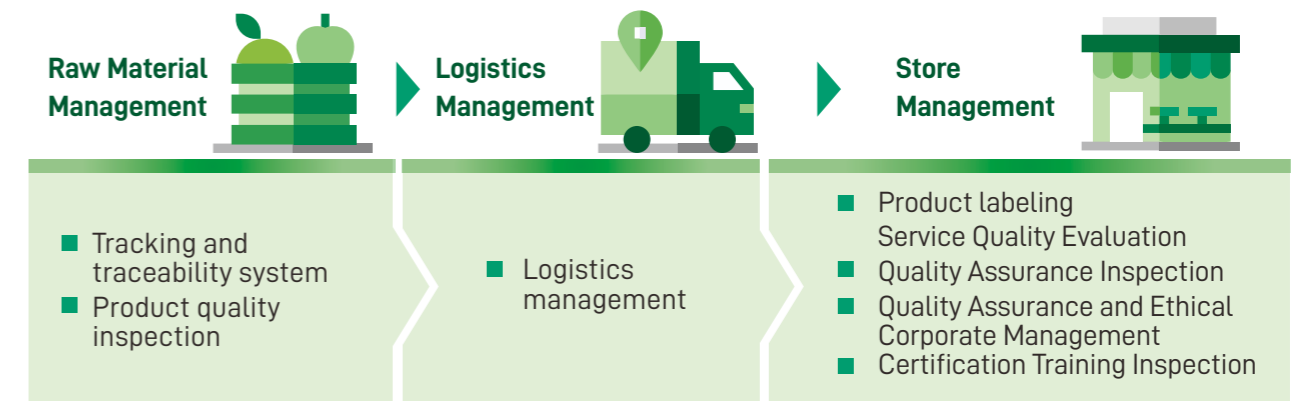 Raw Material
Management
Logistics
Management
Store
Management
Tracking and
traceability system
Product quality
inspection
Logistics
management
Product labeling
Service Quality Evaluation
Quality Assurance Inspection
Quality Assurance and Ethical
Corporate Management
Certification Training Inspection